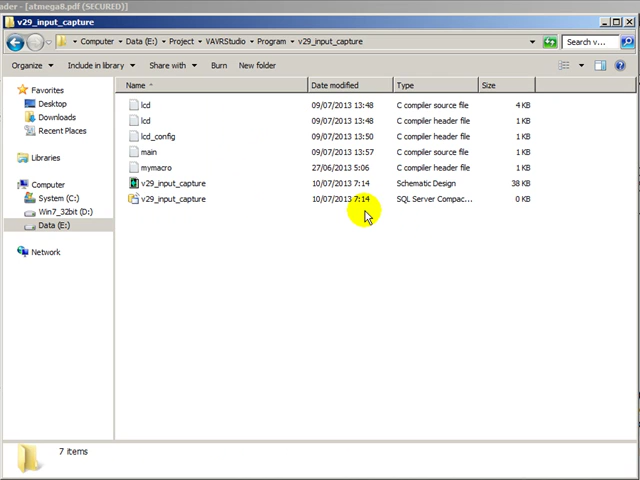 ader - [atmega8.pdf (SECURED)]
v29_input_capture
Computer Data (E:) Project VAVRStudio Program v29_input_capture Search v...
Organize Include in library Share with Burn New folder
Favorites
Desktop
Downloads
Recent Places
Libraries
Computer
System (C:)
Win7_32bit (D:)
Data (E:)
Network
Name Date modified Type Size
lcd 09/07/2013 13:48 C compiler source file 4 KB
lcd 09/07/2013 13:48 C compiler header file 1 KB
lcd_config 09/07/2013 13:50 C compiler header file 1 KB
main 09/07/2013 13:57 C compiler source file 1 KB
mymacro 27/06/2013 5:06 C compiler header file 1 KB
v29_input_capture 10/07/2013 7:14 Schematic Design 38 KB
v29_input_capture 10/07/2013 7:14 SQL Server Compac... 0 KB
7 items